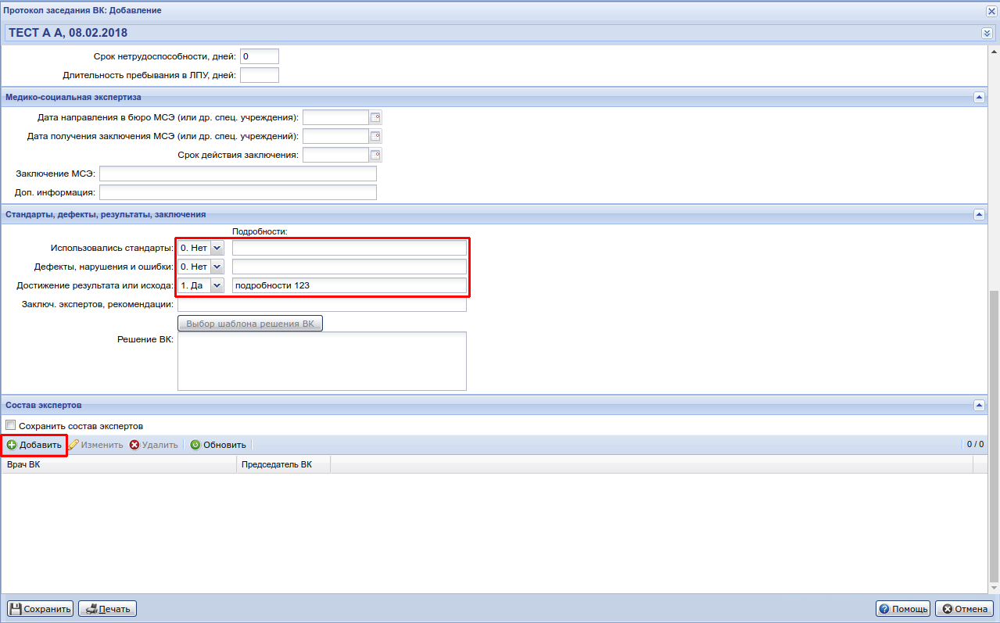 Протокол заседания ВК: Добавление
ТЕСТ А А, 08.02.2018
Срок нетрудоспособности, дней: 0
Длительность пребывания в ЛПУ, дней:
Медико-социальная экспертиза
Дата направления в бюро МСЭ (или др. спец. учреждения):
Дата получения заключения МСЭ (или др. спец. учреждений):
Срок действия заключения:
Заключение МСЭ:
Доп. информация:
Стандарты, дефекты, результаты, заключения
Подробности:
Использовались стандарты: 0. Нет
Дефекты, нарушения и ошибки: 0. Нет
Достижение результата или исхода: 1. Да подробности 123
Заключ. экспертов, рекомендации:
Выбор шаблона решения ВК
Решение ВК:
Состав экспертов
Сохранить состав экспертов
Добавить Изменить Удалить Обновить 0 / 0
Врач ВК Председатель ВК
Сохранить Печать Помощь Отмена